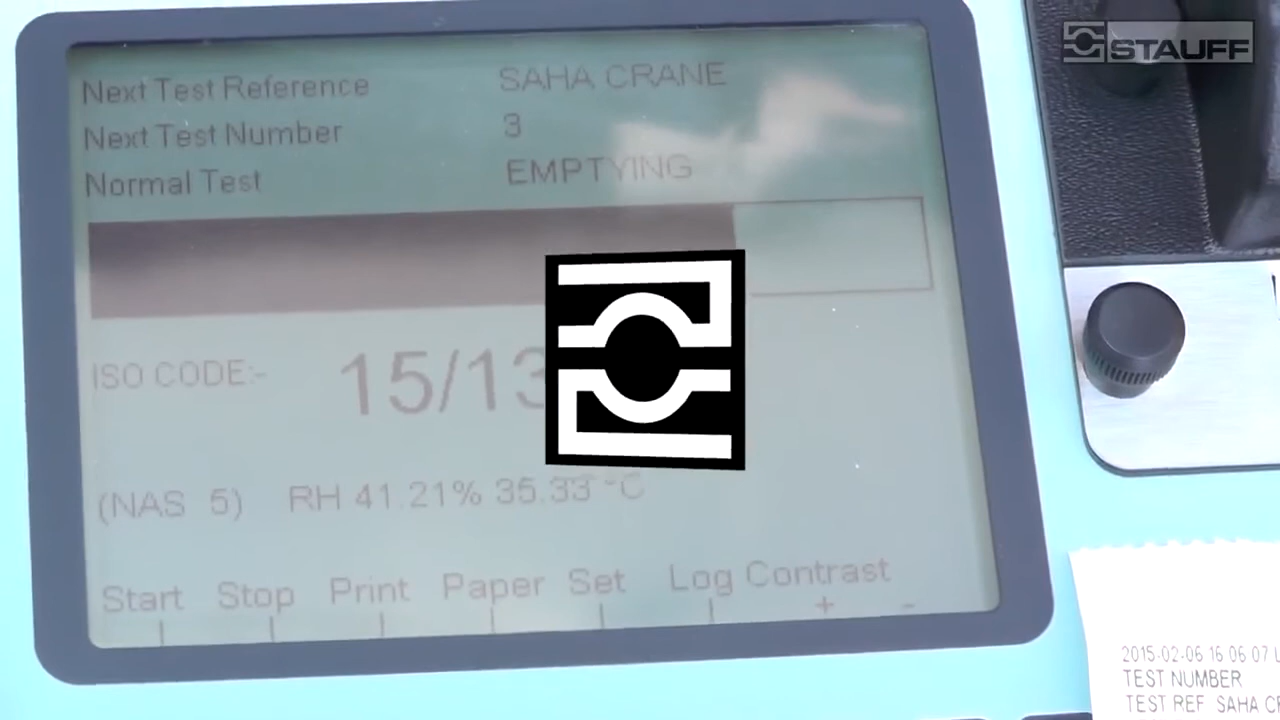 STAUFF
Next Test Reference SAHA CRANE
Next Test Number 3
Normal Test EMPTYING
ISO CODE:- 15/13
(NAS 5) RH 41.21% 35.33 °C
Start Stop Print Paper Set Log Contrast
+ -
2015-02-06 16 06 07
TEST NUMBER
TEST REF SAHA